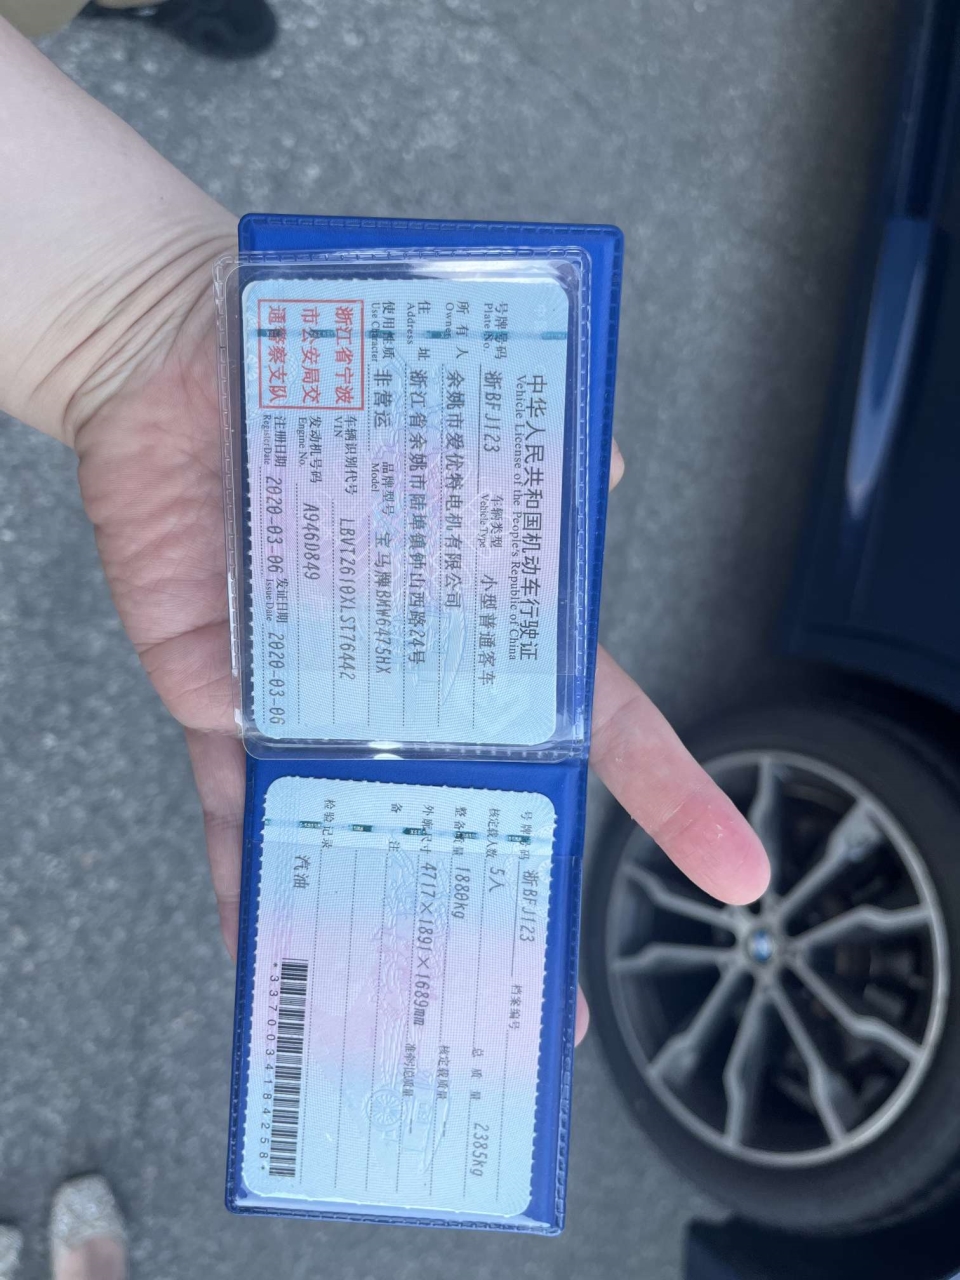 中华人民共和国机动车行驶证
Vehicle License of the People's Republic of China
号牌号码 浙BFJ123 车辆类型 小型普通客车
Plate No. Vehicle Type
所有人 余姚市爱优特电机有限公司
Owner
住址 浙江省余姚市陆埠镇钟山西路24号
Address
使用性质 非营运 品牌型号 宝马牌BMW6475HX
Use Character Model
浙江省宁波
市公安局交
通警察支队
车辆识别代号 LBVTZ610XLST76442
VIN
发动机号码 A946D849
Engine No.
注册日期 2020-03-06 发证日期 2020-03-06
Register Date Issue Date
号牌号码 浙BFJ123 档案编号
核定载人数 5人 总质量 2385kg
整备质量 1880kg 核定载质量 --
外廓尺寸 4717×1891×1689mm 准牵引总质量 --
备注
检验记录
汽油
*3370034184258*